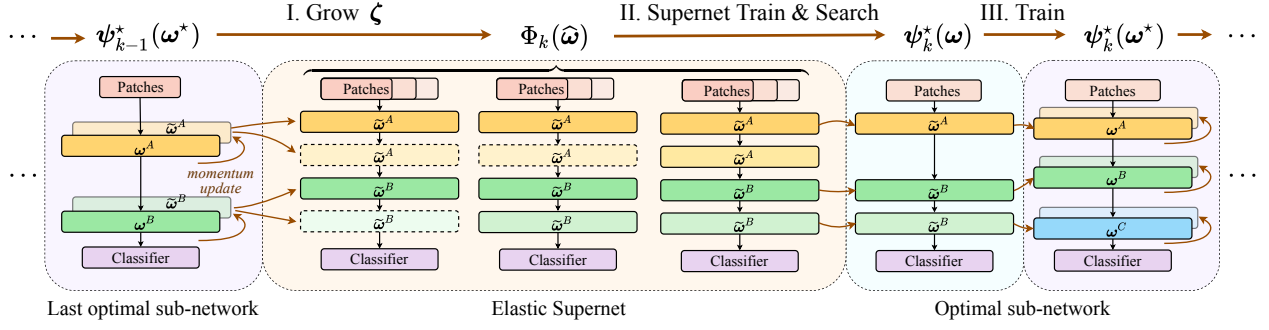 I. Grow ζ
II. Supernet Train & Search
III. Train
··· ψ*ₖ₋₁(ω*) Φₖ(ω̂) ψ*ₖ(ω) ψ*ₖ(ω*) ···
Patches
ω̃ᴬ
ωᴬ
momentum
update
ω̃ᴮ
ωᴮ
Classifier
Last optimal sub-network
Patches
ω̃ᴬ
ω̃ᴬ
ω̃ᴮ
ω̃ᴮ
Classifier
Patches
ω̃ᴬ
ω̃ᴬ
ω̃ᴮ
ω̃ᴮ
Classifier
Patches
ω̃ᴬ
ω̃ᴬ
ω̃ᴮ
ω̃ᴮ
Classifier
Elastic Supernet
Patches
ω̃ᴬ
ω̃ᴮ
ω̃ᴮ
Classifier
Patches
ωᴬ
ωᴮ
ω^C
Classifier
Optimal sub-network
··· ···